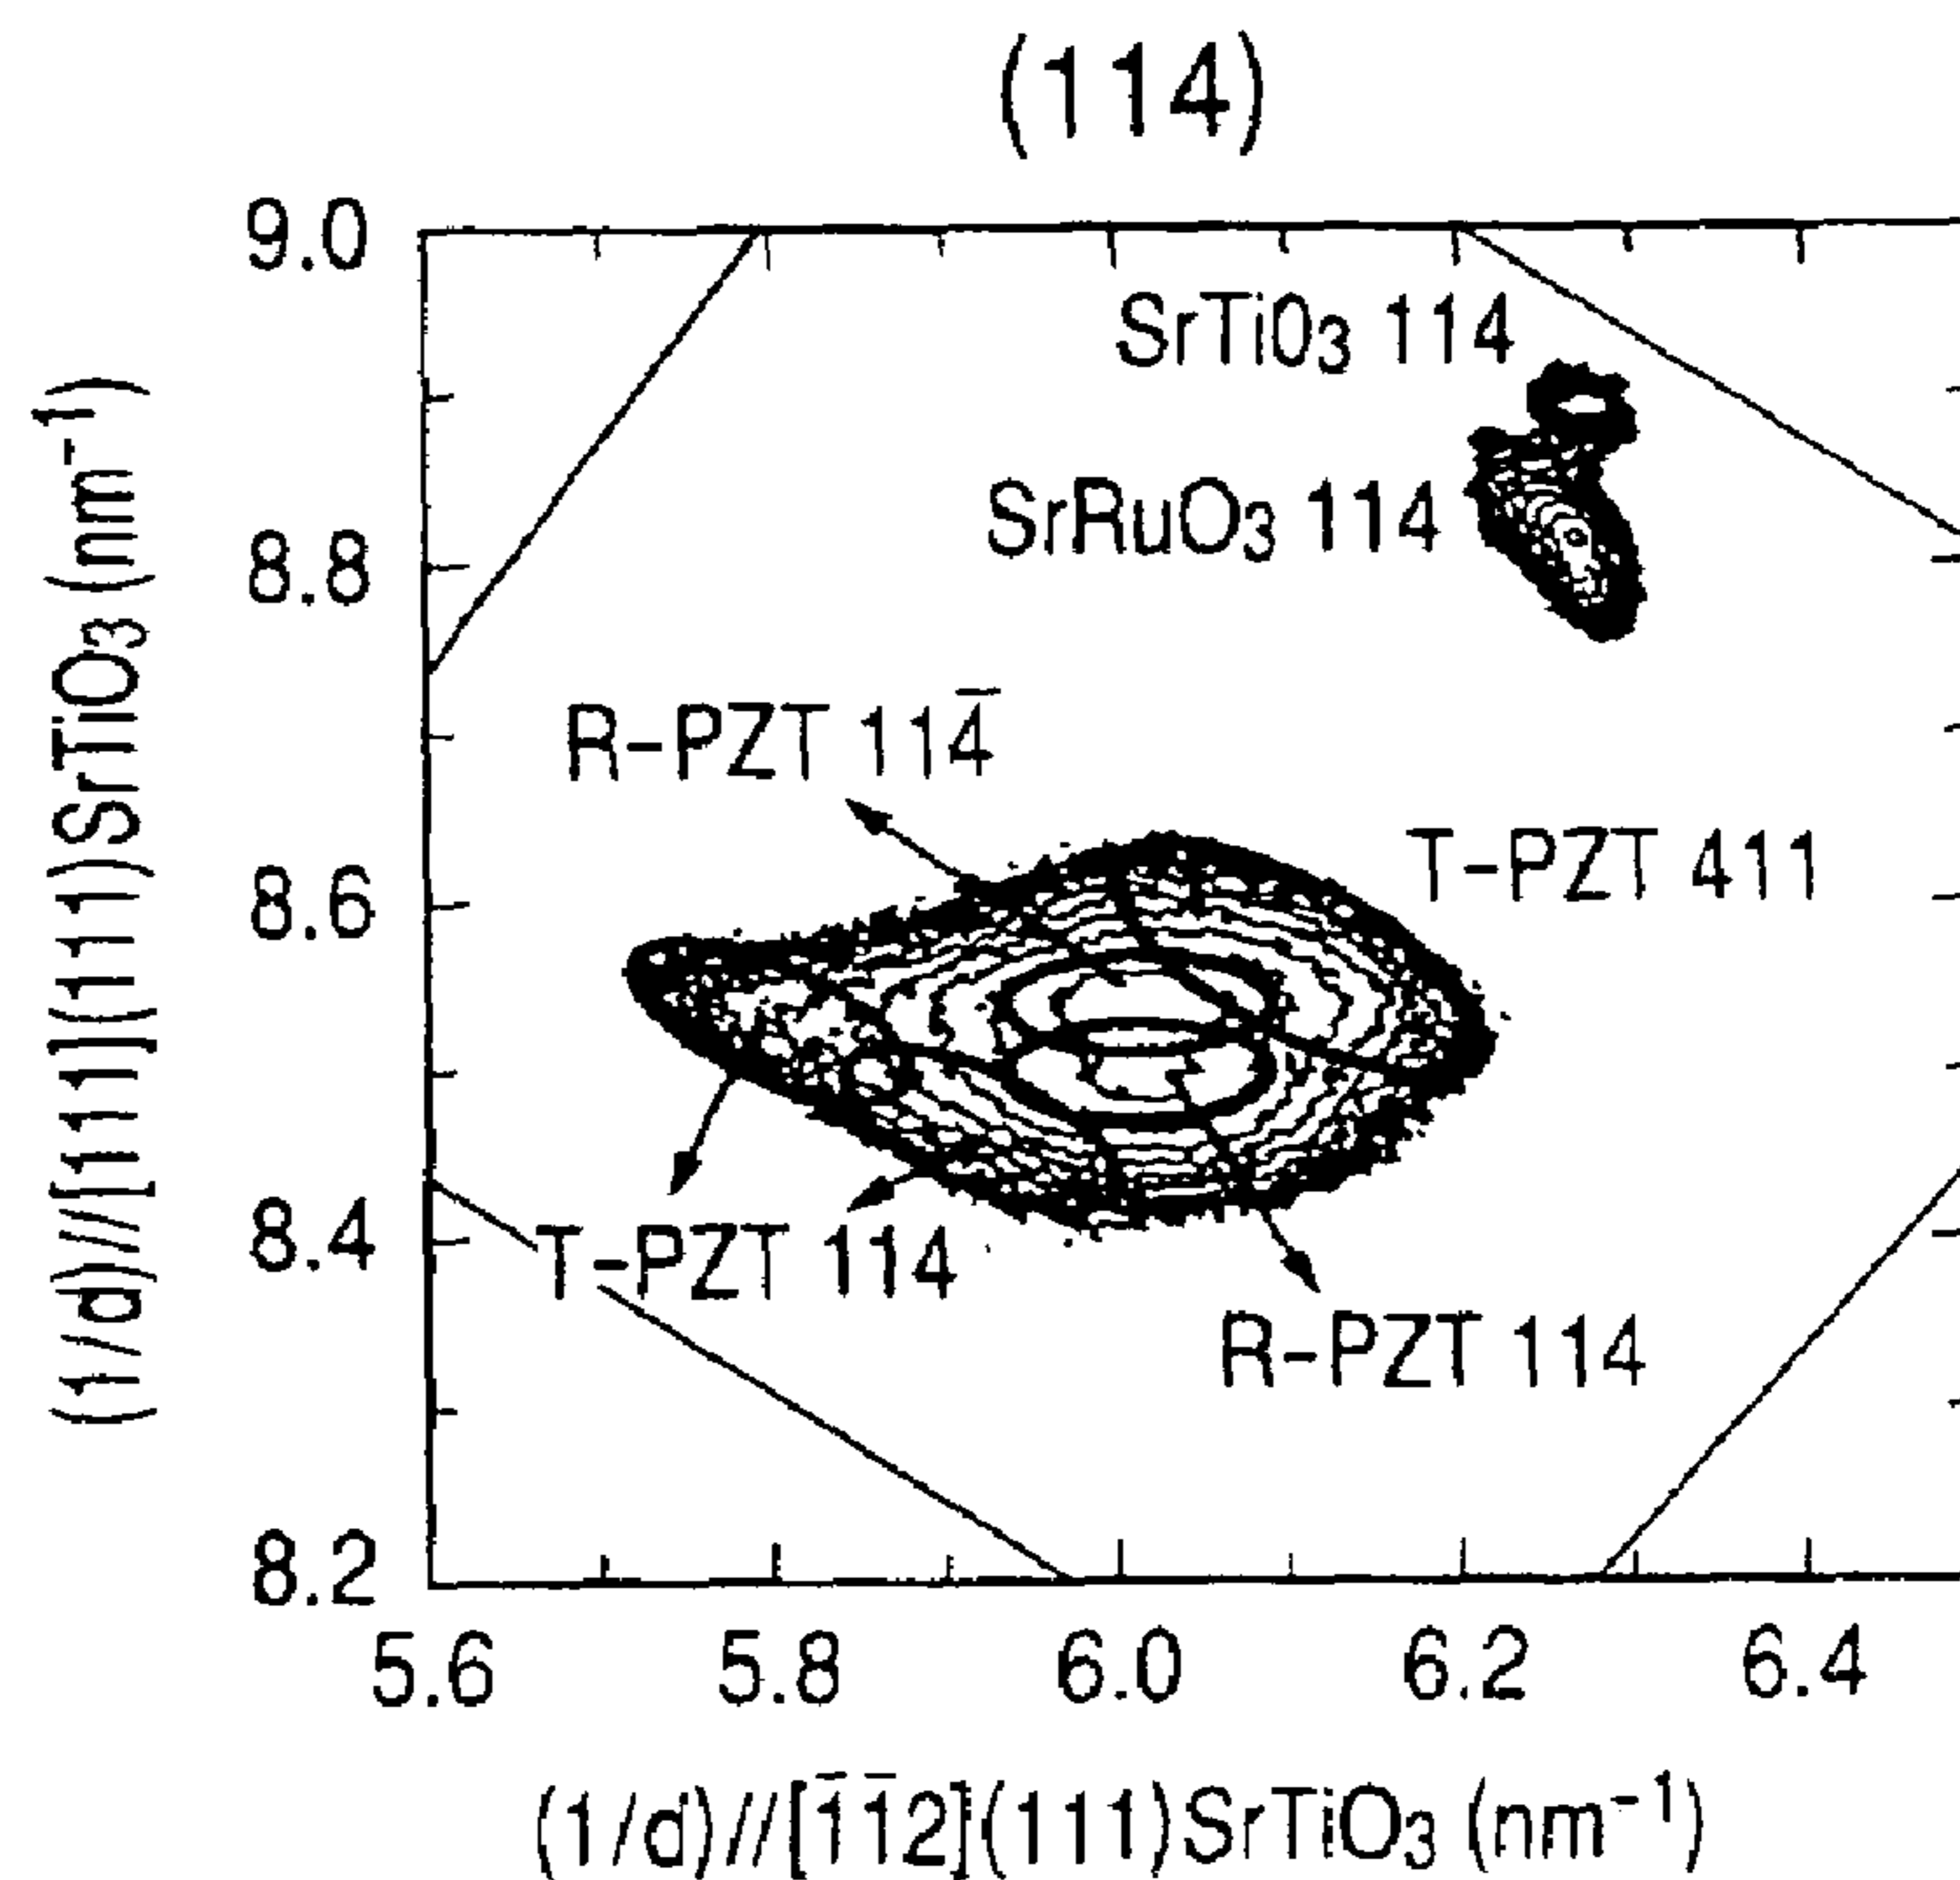 (114)
9.0
8.8
8.6
8.4
8.2
(1/d)//[111](111)SrTiO₃(nm⁻¹)
SrTiO₃ 114
SrRuO₃ 114
R-PZT 114̅
T-PZT 411
T-PZT 114
R-PZT 114
5.6 5.8 6.0 6.2 6.4
(1/d)//[1̅1̅2](111)SrTiO₃ (nm⁻¹)